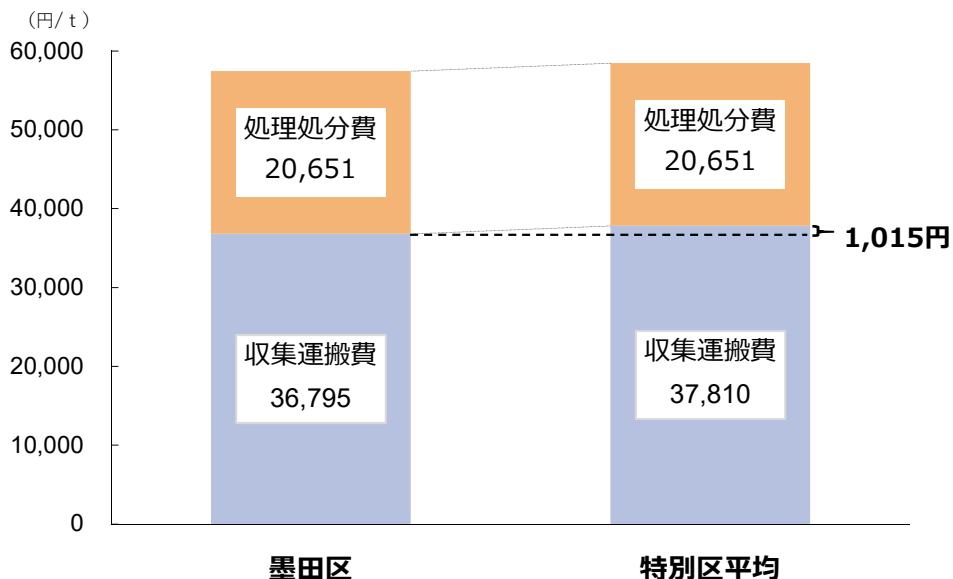 （円/ｔ）
60,000
50,000
40,000
30,000
20,000
10,000
0
処理処分費
20,651
収集運搬費
36,795
処理処分費
20,651
収集運搬費
37,810
1,015円
墨田区
特別区平均